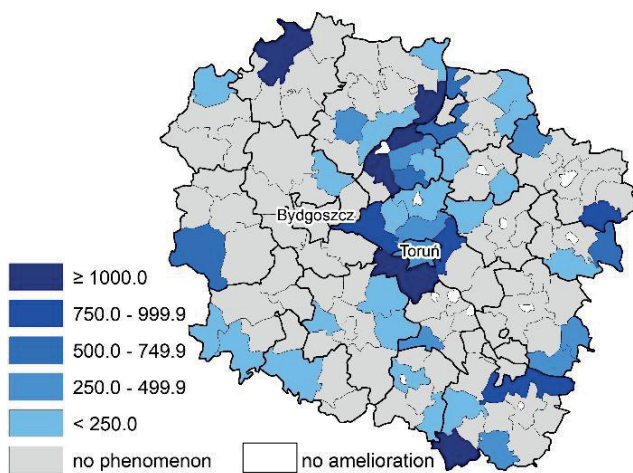 Bydgoszcz
Toruń
≥ 1000.0
750.0 - 999.9
500.0 - 749.9
250.0 - 499.9
< 250.0
no phenomenon
no amelioration